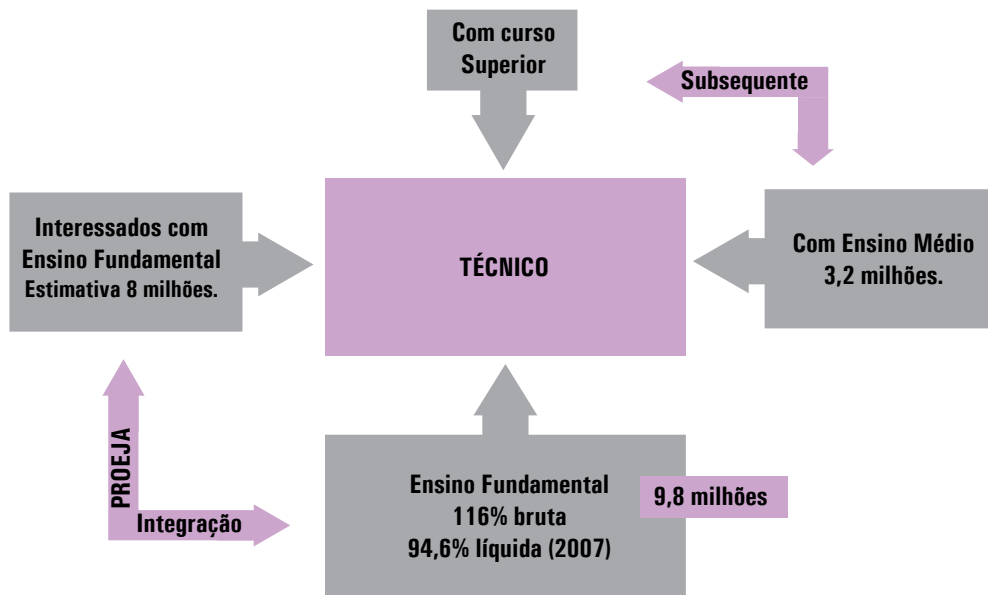 Com curso
Superior
Subsequente
Interessados com
Ensino Fundamental
Estimativa 8 milhões.
TÉCNICO
Com Ensino Médio
3,2 milhões.
PROEJA
Integração
Ensino Fundamental
116% bruta
94,6% líquida (2007)
9,8 milhões